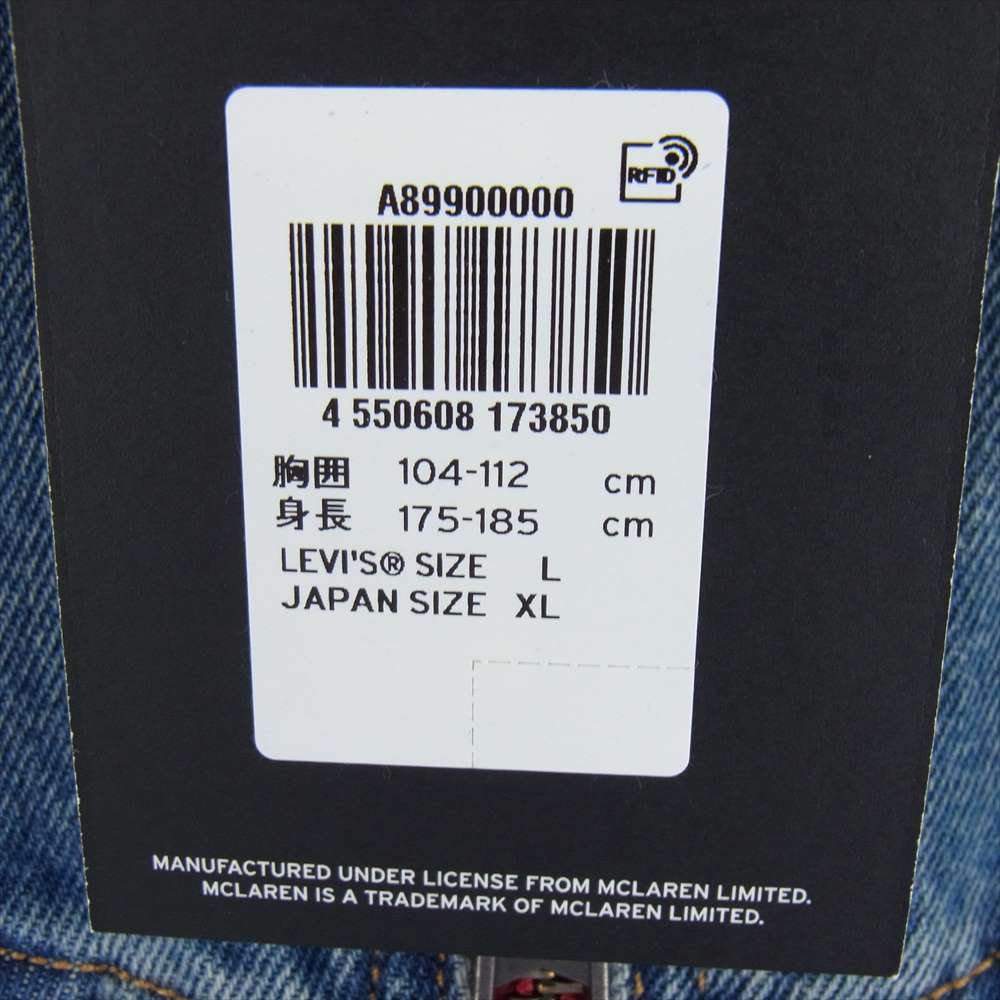 RFID
A89900000
4 550608 173850
胸囲 104-112 cm
身長 175-185 cm
LEVI'S® SIZE L
JAPAN SIZE XL
MANUFACTURED UNDER LICENSE FROM MCLAREN LIMITED.
MCLAREN IS A TRADEMARK OF MCLAREN LIMITED.